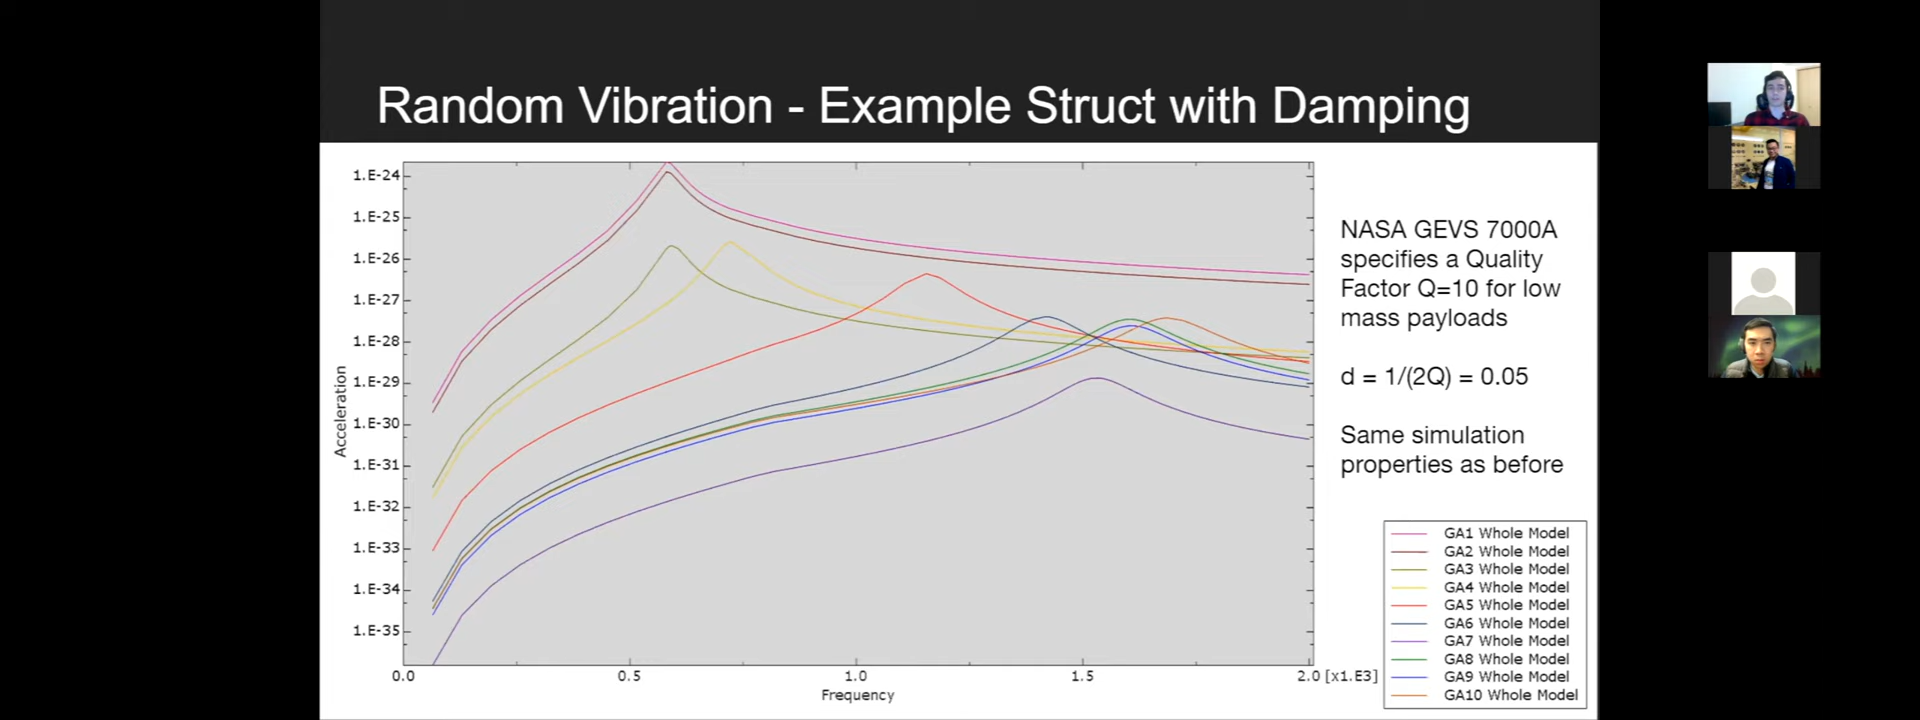 Random Vibration - Example Struct with Damping
1.E-24
1.E-25
1.E-26
1.E-27
1.E-28
1.E-29
1.E-30
1.E-31
1.E-32
1.E-33
1.E-34
1.E-35
Acceleration
0.0
0.5
1.0
1.5
2.0 [x1.E3]
Frequency
NASA GEVS 7000A
specifies a Quality
Factor Q=10 for low
mass payloads
d = 1/(2Q) = 0.05
Same simulation
properties as before
GA1 Whole Model
GA2 Whole Model
GA3 Whole Model
GA4 Whole Model
GA5 Whole Model
GA6 Whole Model
GA7 Whole Model
GA8 Whole Model
GA9 Whole Model
GA10 Whole Model